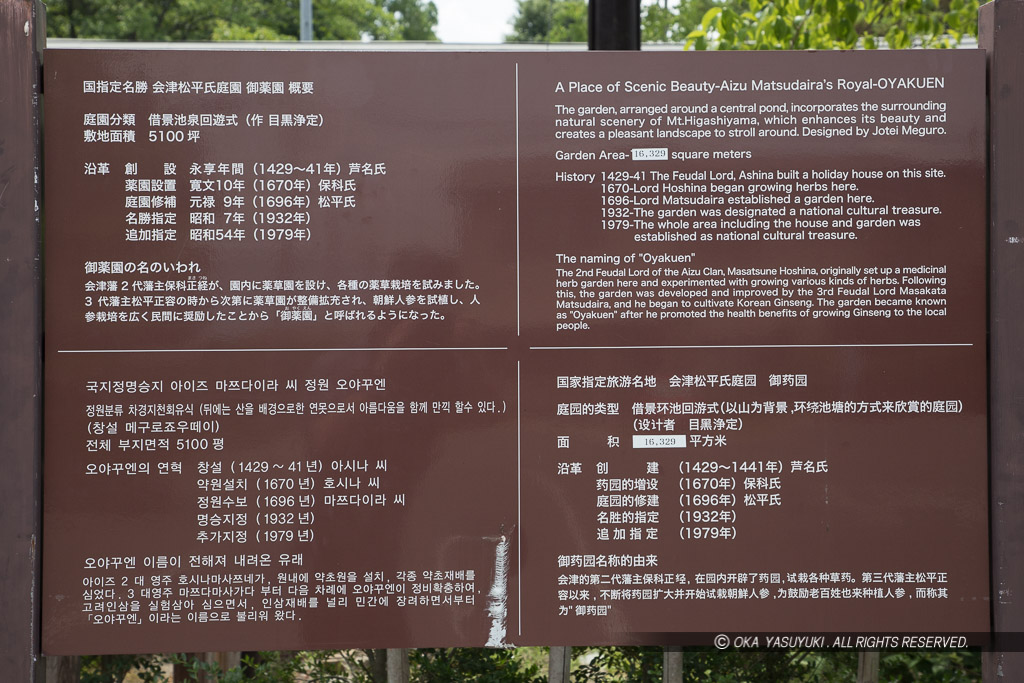 国指定名勝 会津松平氏庭園 御薬園 概要
庭園分類　借景池泉回遊式（作 目黒浄定）
敷地面積　5100坪
沿革　創　　設　永享年間（1429～41年）芦名氏
薬園設置　寛文10年（1670年）保科氏
庭園修補　元禄 9年（1696年）松平氏
名勝指定　昭和 7年（1932年）
追加指定　昭和54年（1979年）
御薬園の名のいわれ
会津藩2代藩主保科正経が、園内に薬草園を設け、各種の薬草栽培を試みました。
3 代藩主松平正容の時から次第に薬草園が整備拡充され、朝鮮人参を試植し、人
参栽培を広く民間に奨励したことから「御薬園」と呼ばれるようになった。
A Place of Scenic Beauty-Aizu Matsudaira's Royal-OYAKUEN
The garden, arranged around a central pond, incorporates the surrounding
natural scenery of Mt.Higashiyama, which enhances its beauty and
creates a pleasant landscape to stroll around. Designed by Jotei Meguro.
Garden Area-16,329 square meters
History 1429-41 The Feudal Lord, Ashina built a holiday house on this site.
1670-Lord Hoshina began growing herbs here.
1696-Lord Matsudaira established a garden here.
1932-The garden was designated a national cultural treasure.
1979-The whole area including the house and garden was
established as national cultural treasure.
The naming of "Oyakuen"
The 2nd Feudal Lord of the Aizu Clan, Masatsune Hoshina, originally set up a medicinal
herb garden here and experimented with growing various kinds of herbs. Following
this, the garden was developed and improved by the 3rd Feudal Lord Masakata
Matsudaira, and he began to cultivate Korean Ginseng. The garden became known
as "Oyakuen" after he promoted the health benefits of growing Ginseng to the local
people.
국지정명승지 아이즈 마쯔다이라 씨 정원 오야꾸엔
정원분류 차경지천회유식 (뒤에는 산을 배경으로한 연못으로서 아름다움을 함께 만끽 할수 있다.)
(창설 메구로죠우떼이)
전체 부지면적 5100 평
오야꾸엔의 연혁　창설 (1429 ~ 41년) 아시나 씨
약원설치 (1670년) 호시나 씨
정원수보 (1696년) 마쯔다이라 씨
명승지정 (1932년)
추가지정 (1979년)
오야꾸엔 이름이 전해져 내려온 유래
아이즈 2 대 영주 호시나마사쯔네가, 원내에 약초원을 설치, 각종 약초재배를
심었다. 3 대영주 마쯔다마사가다 부터 다음 차례에 오야꾸엔이 정비확충하여,
고려인삼을 실험삼아 심으면서, 인삼재배를 널리 민간에 장려하면서부터
「오야꾸엔」이라는 이름으로 불리워 왔다.
国家指定旅游名地　会津松平氏庭园　御药园
庭园的类型　借景环池回游式(以山为背景,环绕池塘的方式来欣赏的庭园)
(设计者　目黑浄定)
面　　积　16,329 平方米
沿革　创　　建　(1429～1441年) 芦名氏
药园的增设　(1670年) 保科氏
庭园的修建　(1696年) 松平氏
名胜的指定　(1932年)
追加指定　(1979年)
御药园名称的由来
会津的第二代藩主保科正经，在园内开辟了药园,试栽各种草药。第三代藩主松平正
容以来，不断将药园扩大并开始试栽朝鲜人参,为鼓励老百姓也来种植人参，而称其
为"御药园"
© OKA YASUYUKI. ALL RIGHTS RESERVED.